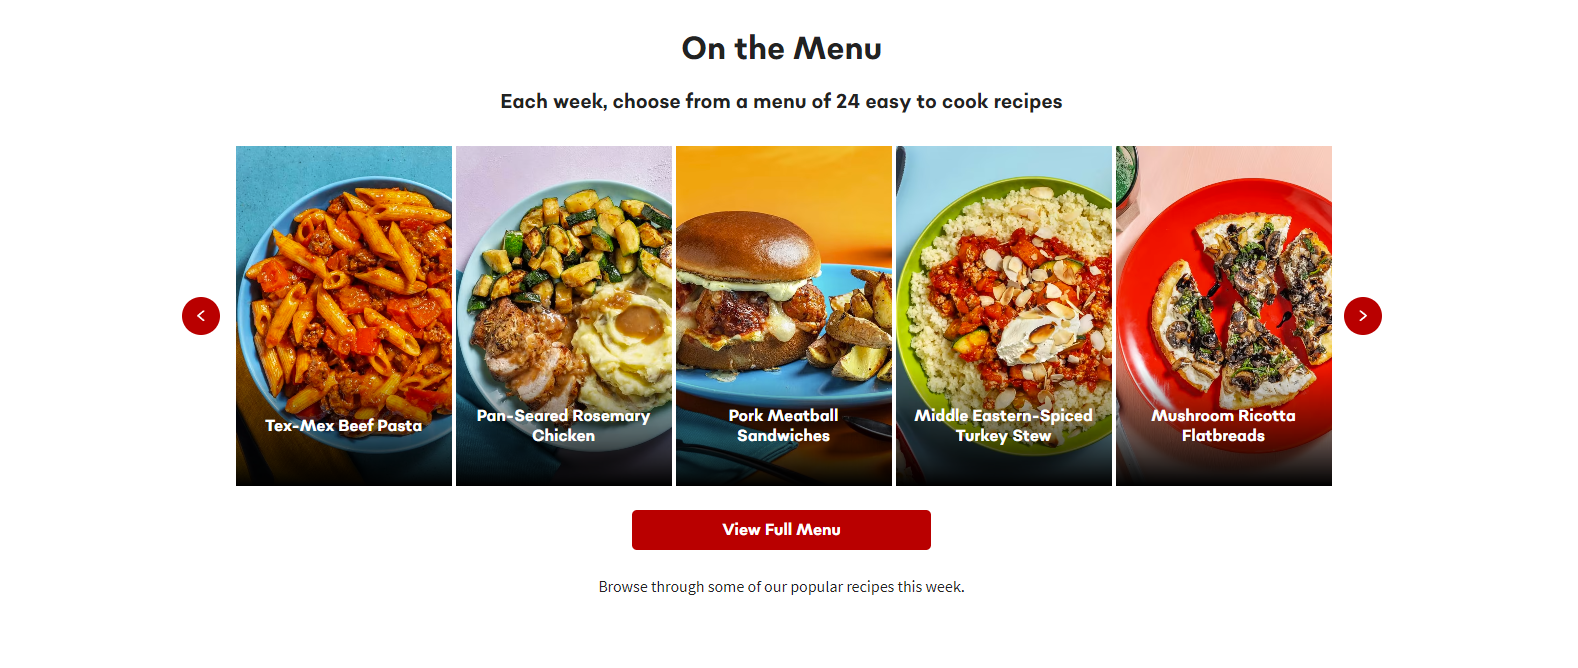 On the Menu
Each week, choose from a menu of 24 easy to cook recipes
Tex-Mex Beef Pasta
Pan-Seared Rosemary
Chicken
Pork Meatball
Sandwiches
Middle Eastern-Spiced
Turkey Stew
Mushroom Ricotta
Flatbreads
View Full Menu
Browse through some of our popular recipes this week.